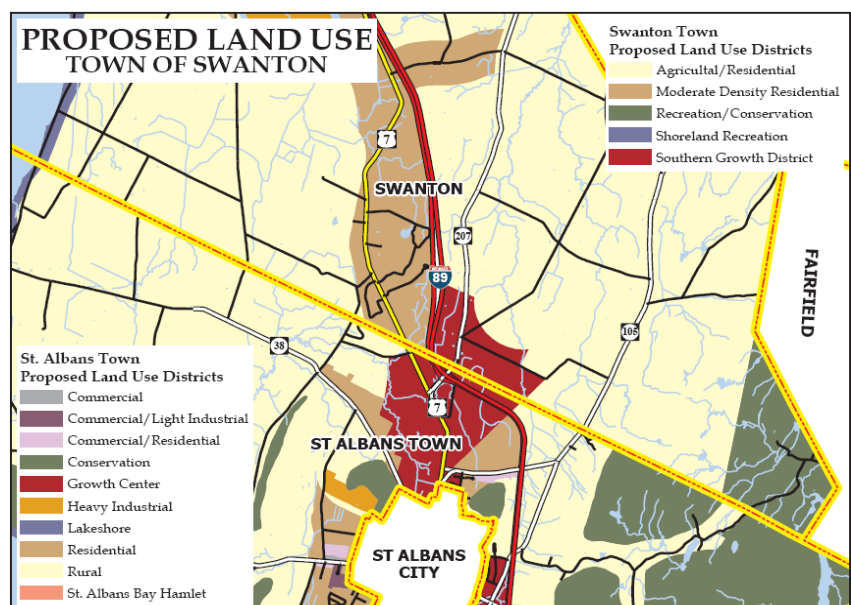 PROPOSED LAND USE
TOWN OF SWANTON
Swanton Town
Proposed Land Use Districts
Agricultal/Residential
Moderate Density Residential
Recreation/Conservation
Shoreland Recreation
Southern Growth District
7
SWANTON
207
89
FAIRFIELD
105
38
St. Albans Town
Proposed Land Use Districts
Commercial
Commercial/Light Industrial
Commercial/Residential
Conservation
Growth Center
Heavy Industrial
Lakeshore
Residential
Rural
St. Albans Bay Hamlet
7
ST ALBANS TOWN
ST ALBANS
CITY